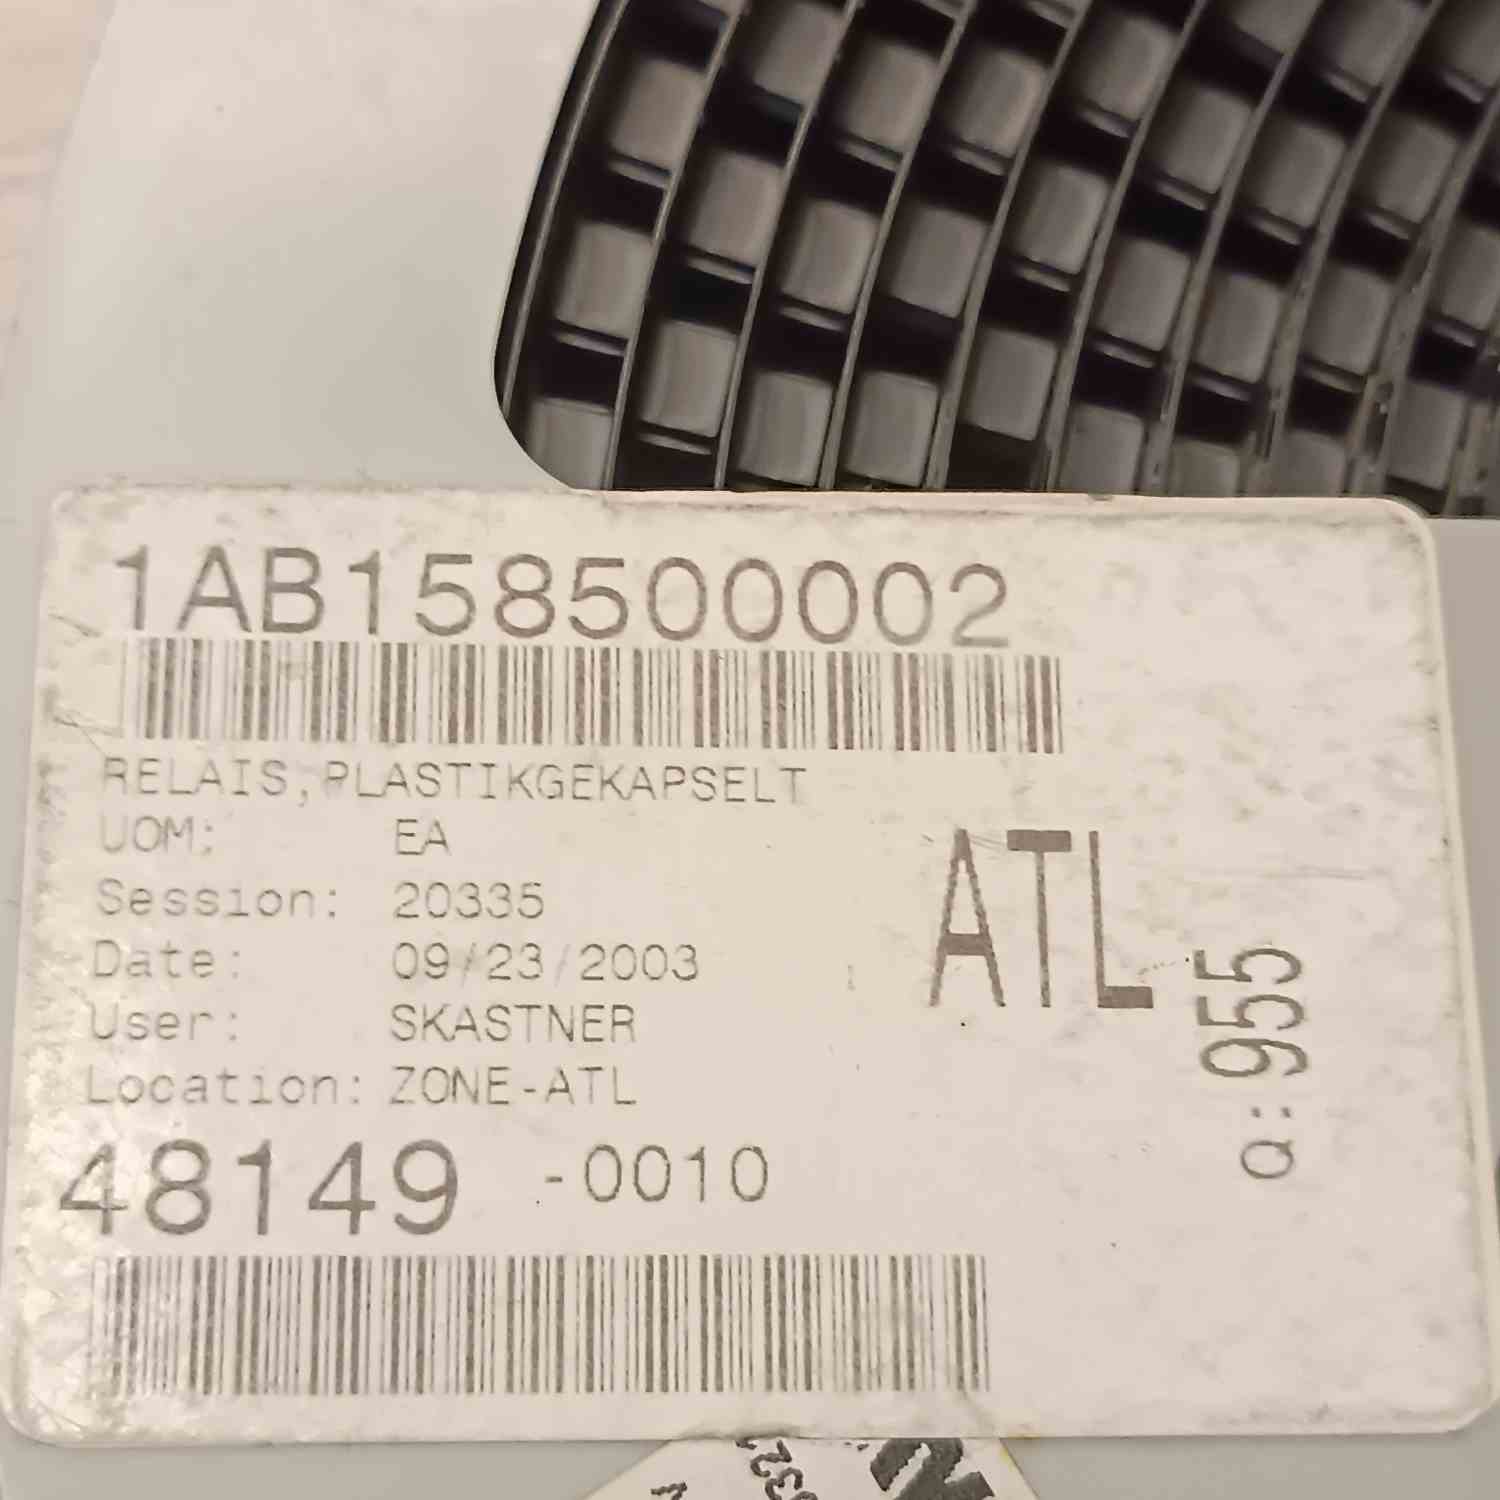 1AB158500002
RELAIS,PLASTIKGEKAPSELT
UOM: EA
Session: 20335
Date: 09/23/2003
User: SKASTNER
Location: ZONE-ATL
ATL
Q:955
48149 -0010